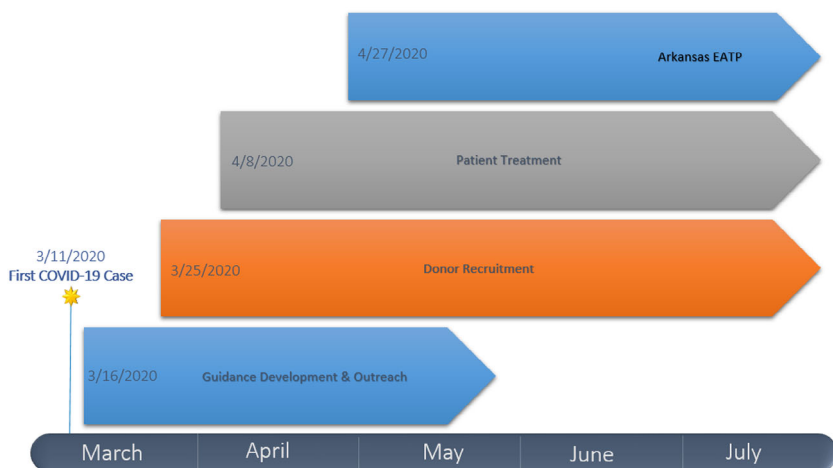 4/27/2020 Arkansas EATP
4/8/2020 Patient Treatment
3/11/2020
First COVID-19 Case
3/25/2020 Donor Recruitment
3/16/2020 Guidance Development & Outreach
March April May June July